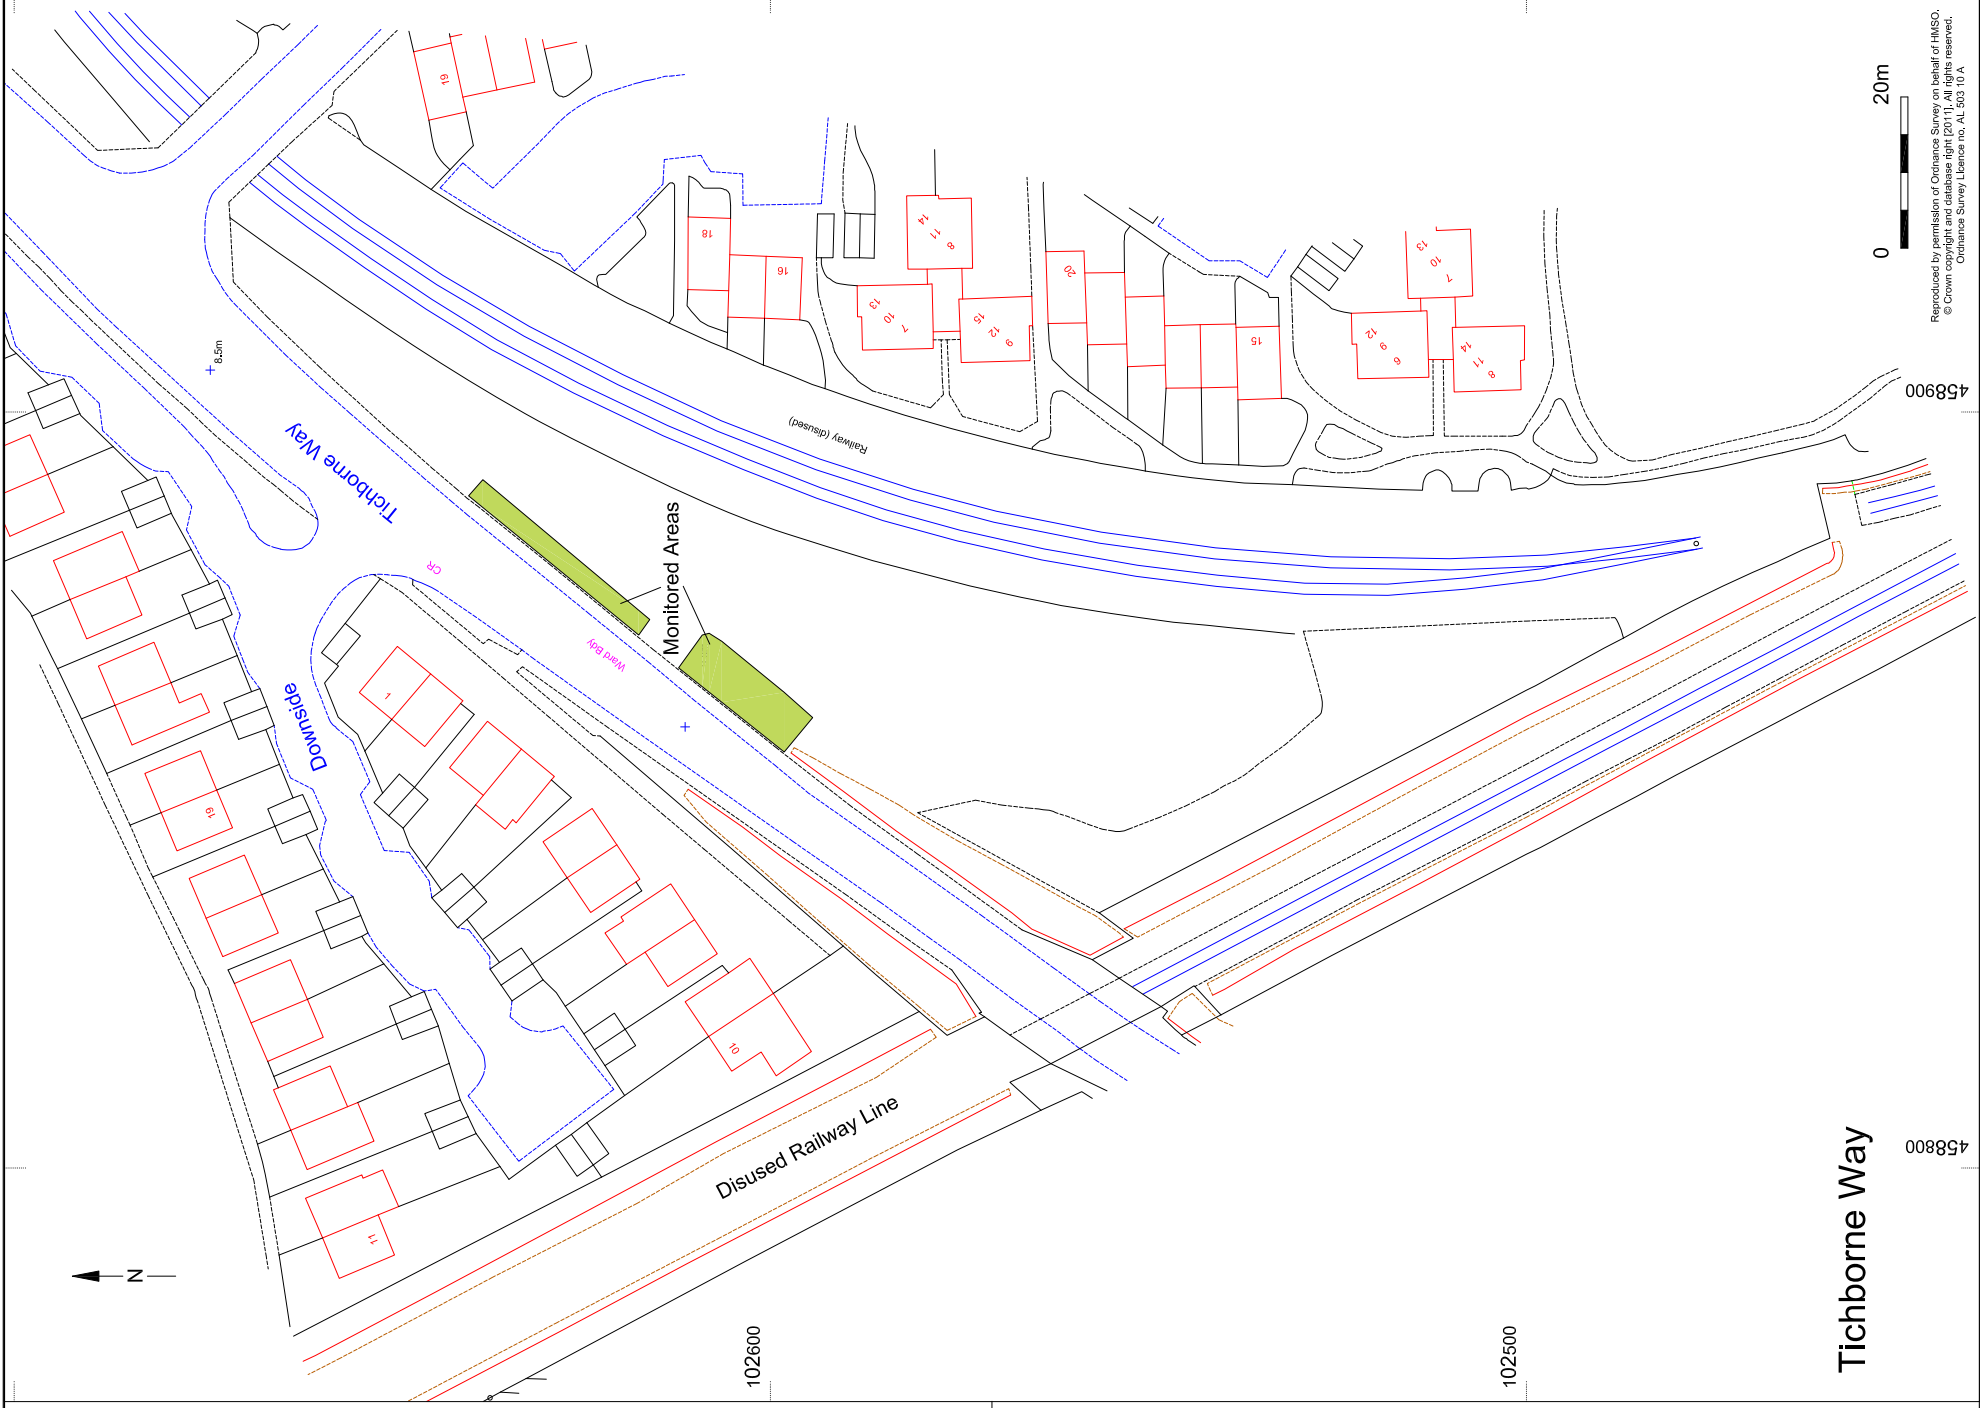 Tichborne Way
Downside
Tichborne Way
Monitored Areas
Disused Railway Line
Railway (disused)
Ward Bdy
CR
8.5m
N
19
11
10
1
19
18
16
14
11
8
13
10
7
15
12
9
20
15
13
10
7
12
9
6
14
11
8
102600
102500
458900
458800
0
20m
Reproduced by permission of Ordnance Survey on behalf of HMSO.
© Crown copyright and database right [2011]. All rights reserved.
Ordnance Survey Licence no. AL 503 10 A